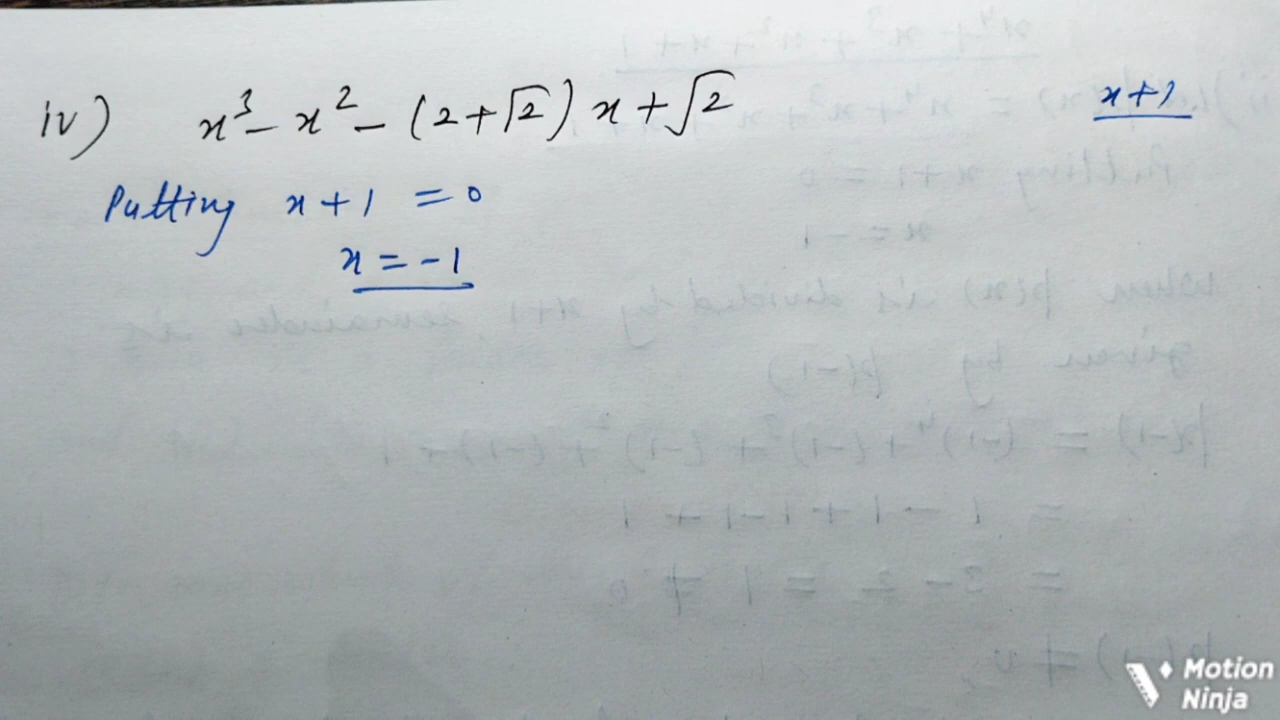 iv) x³ - x² - (2+√2) x + √2 x+1
Putting x+1 = 0
x = -1
Motion
Ninja